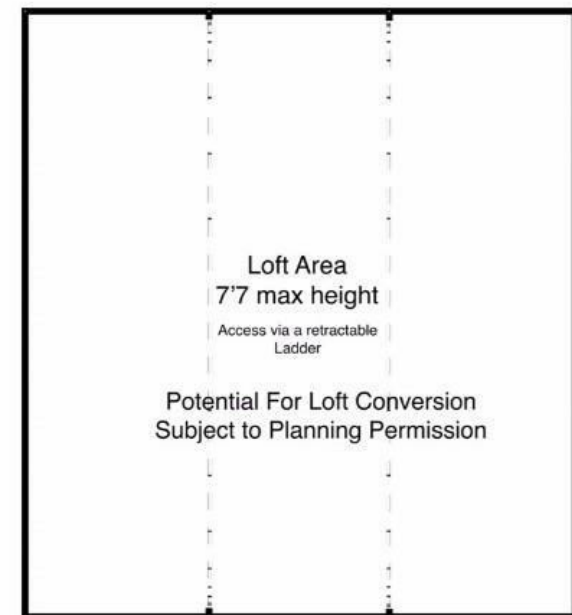 Loft Area
7'7 max height
Access via a retractable
Ladder
Potential For Loft Conversion
Subject to Planning Permission